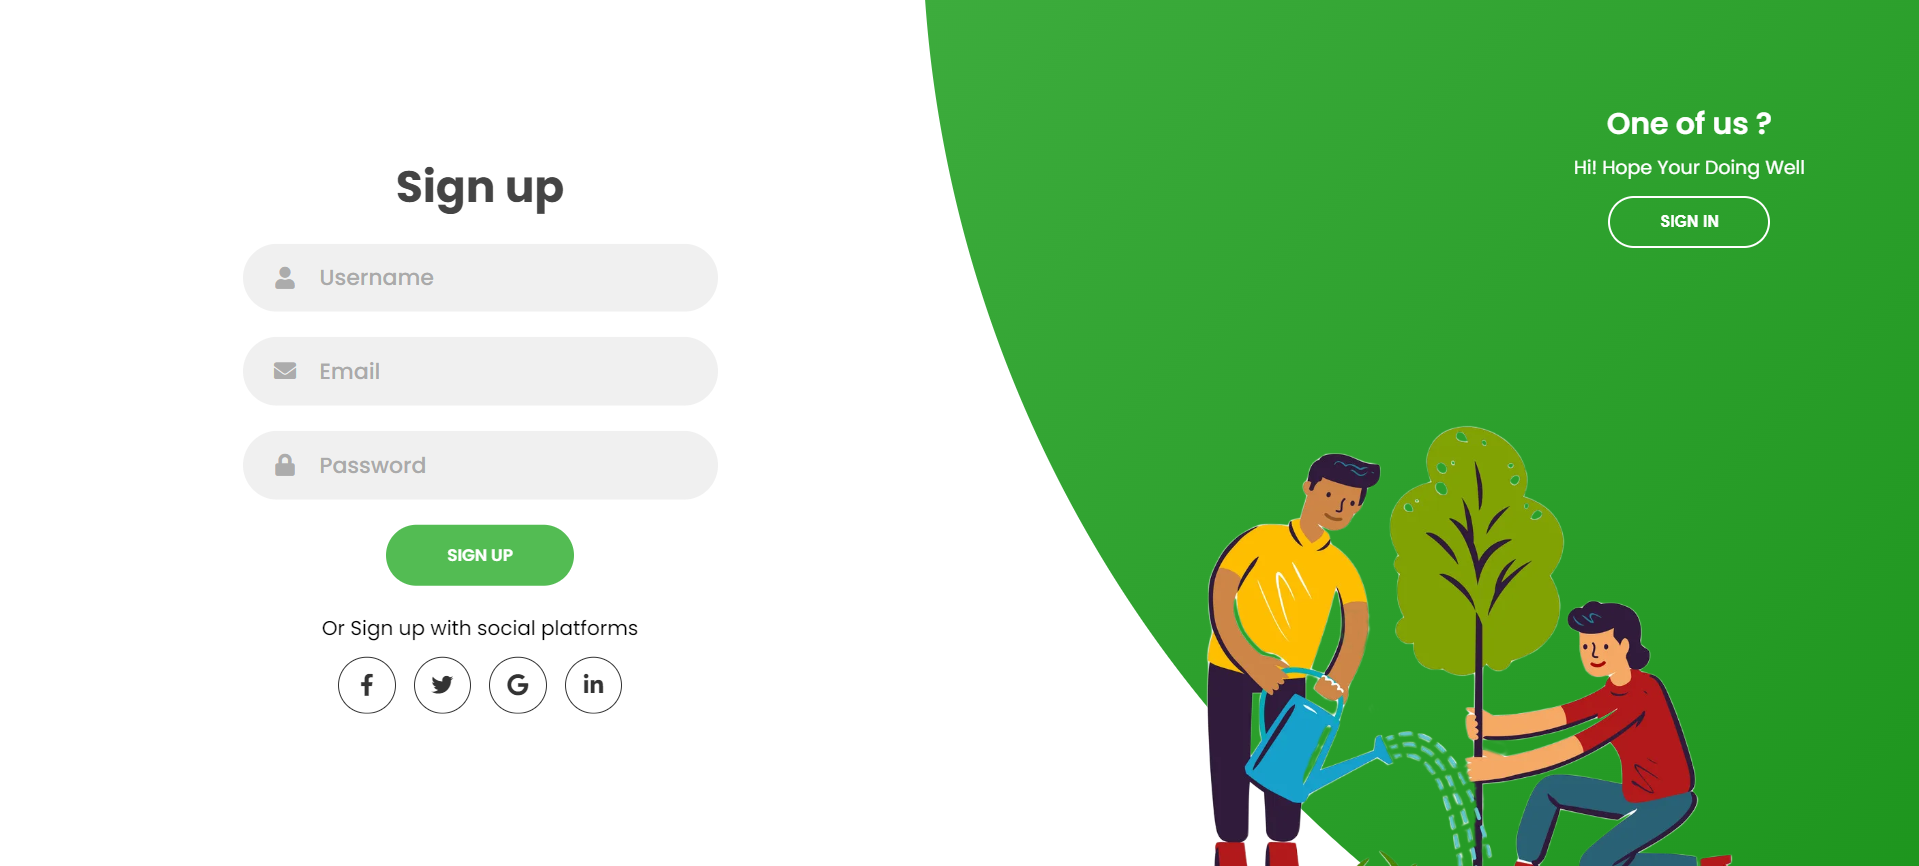 Sign up
Username
Email
Password
SIGN UP
Or Sign up with social platforms
One of us ?
Hi! Hope Your Doing Well
SIGN IN